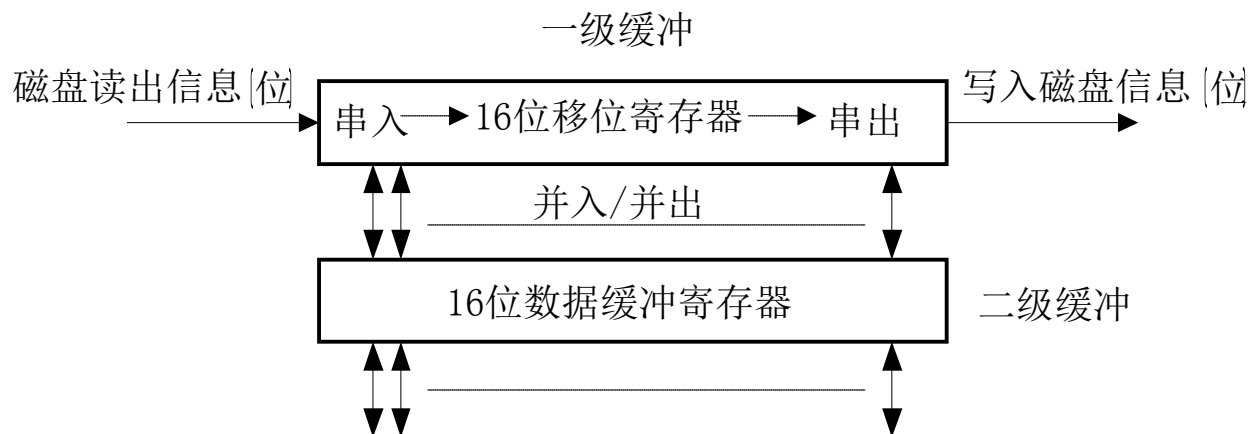 一级缓冲
磁盘读出信息(位)
写入磁盘信息(位)
串入 16位移位寄存器 串出
并入/并出
16位数据缓冲寄存器
二级缓冲